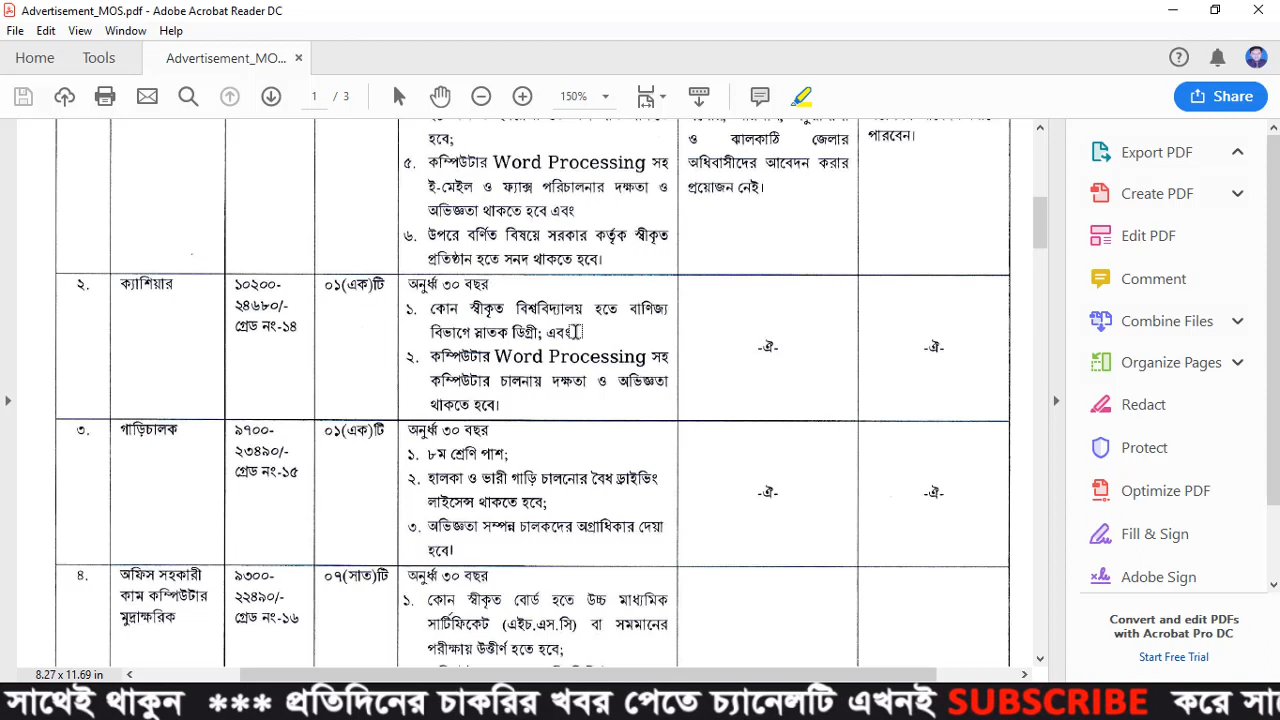 Advertisement_MOS.pdf - Adobe Acrobat Reader DC
File Edit View Window Help
Home Tools Advertisement_MO... ×
1 / 3 150% Share
হবে;
৫. কম্পিউটার Word Processing সহ
ই-মেইল ও ফ্যাক্স পরিচালনার দক্ষতা ও
অভিজ্ঞতা থাকতে হবে এবং
৬. উপরে বর্ণিত বিষয়ে সরকার কর্তৃক স্বীকৃত
প্রতিষ্ঠান হতে সনদ থাকতে হবে।
ও ঝালকাঠি জেলার
অধিবাসীদের আবেদন করার
প্রয়োজন নেই।
পারবেন।
২. ক্যাশিয়ার
১০২০০-
২৪৬৮০/-
গ্রেড নং-১৪
০১(এক)টি
অনুর্ধ্ব ৩০ বছর
১. কোন স্বীকৃত বিশ্ববিদ্যালয় হতে বাণিজ্য
বিভাগে স্নাতক ডিগ্রী; এবং
২. কম্পিউটার Word Processing সহ
কম্পিউটার চালনায় দক্ষতা ও অভিজ্ঞতা
থাকতে হবে।
-ঐ-
-ঐ-
৩. গাড়িচালক
৯৭০০-
২৩৪৯০/-
গ্রেড নং-১৫
০১(এক)টি
অনুর্ধ্ব ৩০ বছর
১. ৮ম শ্রেণি পাশ;
২. হালকা ও ভারী গাড়ি চালনোর বৈধ ড্রাইভিং
লাইসেন্স থাকতে হবে;
৩. অভিজ্ঞতা সম্পন্ন চালকদের অগ্রাধিকার দেয়া
হবে।
-ঐ-
-ঐ-
৪. অফিস সহকারী
কাম কম্পিউটার
মুদ্রাক্ষরিক
৯৩০০-
২২৪৯০/-
গ্রেড নং-১৬
০৭(সাত)টি
অনুর্ধ্ব ৩০ বছর
১. কোন স্বীকৃত বোর্ড হতে উচ্চ মাধ্যমিক
সার্টিফিকেট (এইচ.এস.সি) বা সমমানের
পরীক্ষায় উত্তীর্ণ হতে হবে;
Export PDF
Create PDF
Edit PDF
Comment
Combine Files
Organize Pages
Redact
Protect
Optimize PDF
Fill & Sign
Adobe Sign
Convert and edit PDFs
with Acrobat Pro DC
Start Free Trial
8.27 x 11.69 in
সাথেই থাকুন *** প্রতিদিনের চাকরির খবর পেতে চ্যানেলটি এখনই SUBSCRIBE করে সা